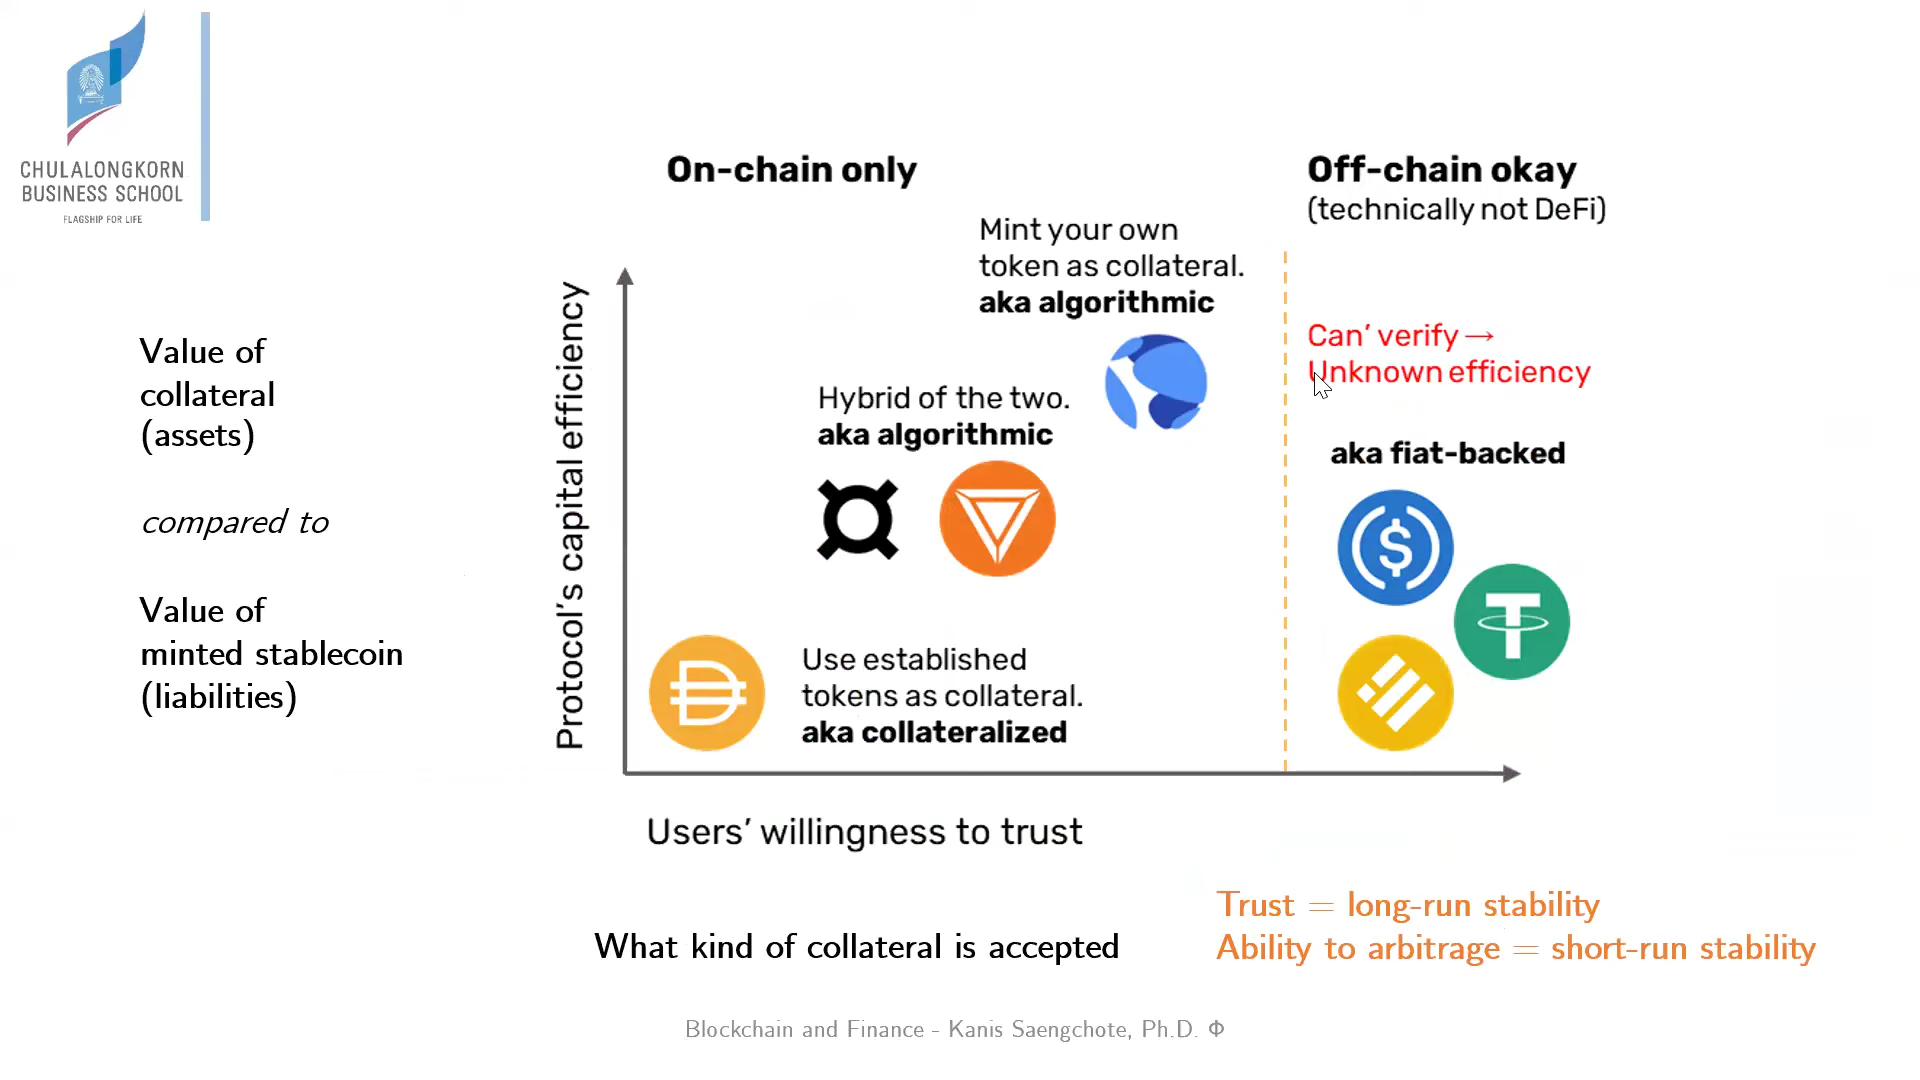 CHULALONGKORN
BUSINESS SCHOOL
FLAGSHIP FOR LIFE
On-chain only
Off-chain okay
(technically not DeFi)
Mint your own
token as collateral.
aka algorithmic
Can’ verify →
Unknown efficiency
Value of
collateral
(assets)
compared to
Value of
minted stablecoin
(liabilities)
Protocol’s capital efficiency
Hybrid of the two.
aka algorithmic
aka fiat-backed
Use established
tokens as collateral.
aka collateralized
Users’ willingness to trust
What kind of collateral is accepted
Trust = long-run stability
Ability to arbitrage = short-run stability
Blockchain and Finance - Kanis Saengchote, Ph.D. Φ